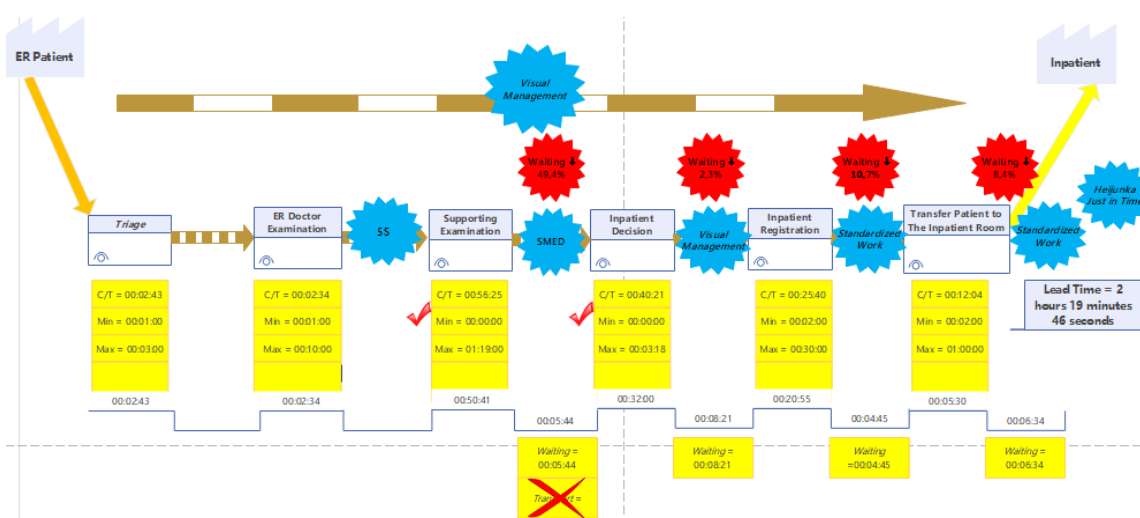 ER Patient
Inpatient
Visual
Management
Waiting ⬇
49,4%
Waiting ⬇
2,3%
Waiting ⬇
10,7%
Waiting ⬇
8,4%
Heijunka
Just in Time
Triage
ER Doctor
Examination
5S
Supporting
Examination
SMED
Inpatient
Decision
Visual
Management
Inpatient
Registration
Standardized
Work
Transfer Patient to
The Inpatient Room
Standardized
Work
C/T = 00:02:43
Min = 00:01:00
Max = 00:03:00
C/T = 00:02:34
Min = 00:01:00
Max = 00:10:00
C/T = 00:56:25
Min = 00:00:00
Max = 01:19:00
C/T = 00:40:21
Min = 00:00:00
Max = 00:03:18
C/T = 00:25:40
Min = 00:02:00
Max = 00:30:00
C/T = 00:12:04
Min = 00:02:00
Max = 01:00:00
Lead Time = 2
hours 19 minutes
46 seconds
00:02:43
00:02:34
00:50:41
00:05:44
00:32:00
00:08:21
00:20:55
00:04:45
00:05:30
00:06:34
Waiting =
00:05:44
Waiting =
00:08:21
Waiting
=00:04:45
Waiting =
00:06:34